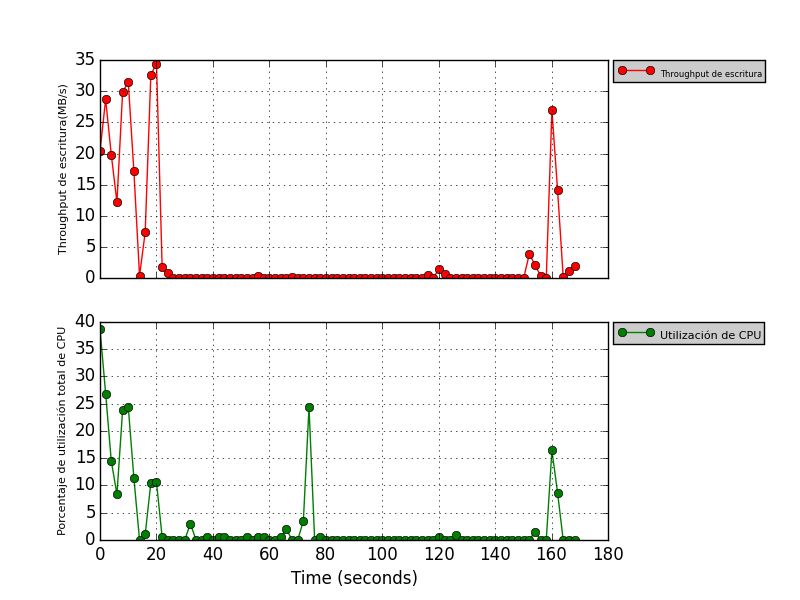 35
30
25
20
15
10
5
0
Throughput de escritura(MB/s)
Throughput de escritura
40
35
30
25
20
15
10
5
0
Porcentaje de utilización total de CPU
Utilización de CPU
0 20 40 60 80 100 120 140 160 180
Time (seconds)